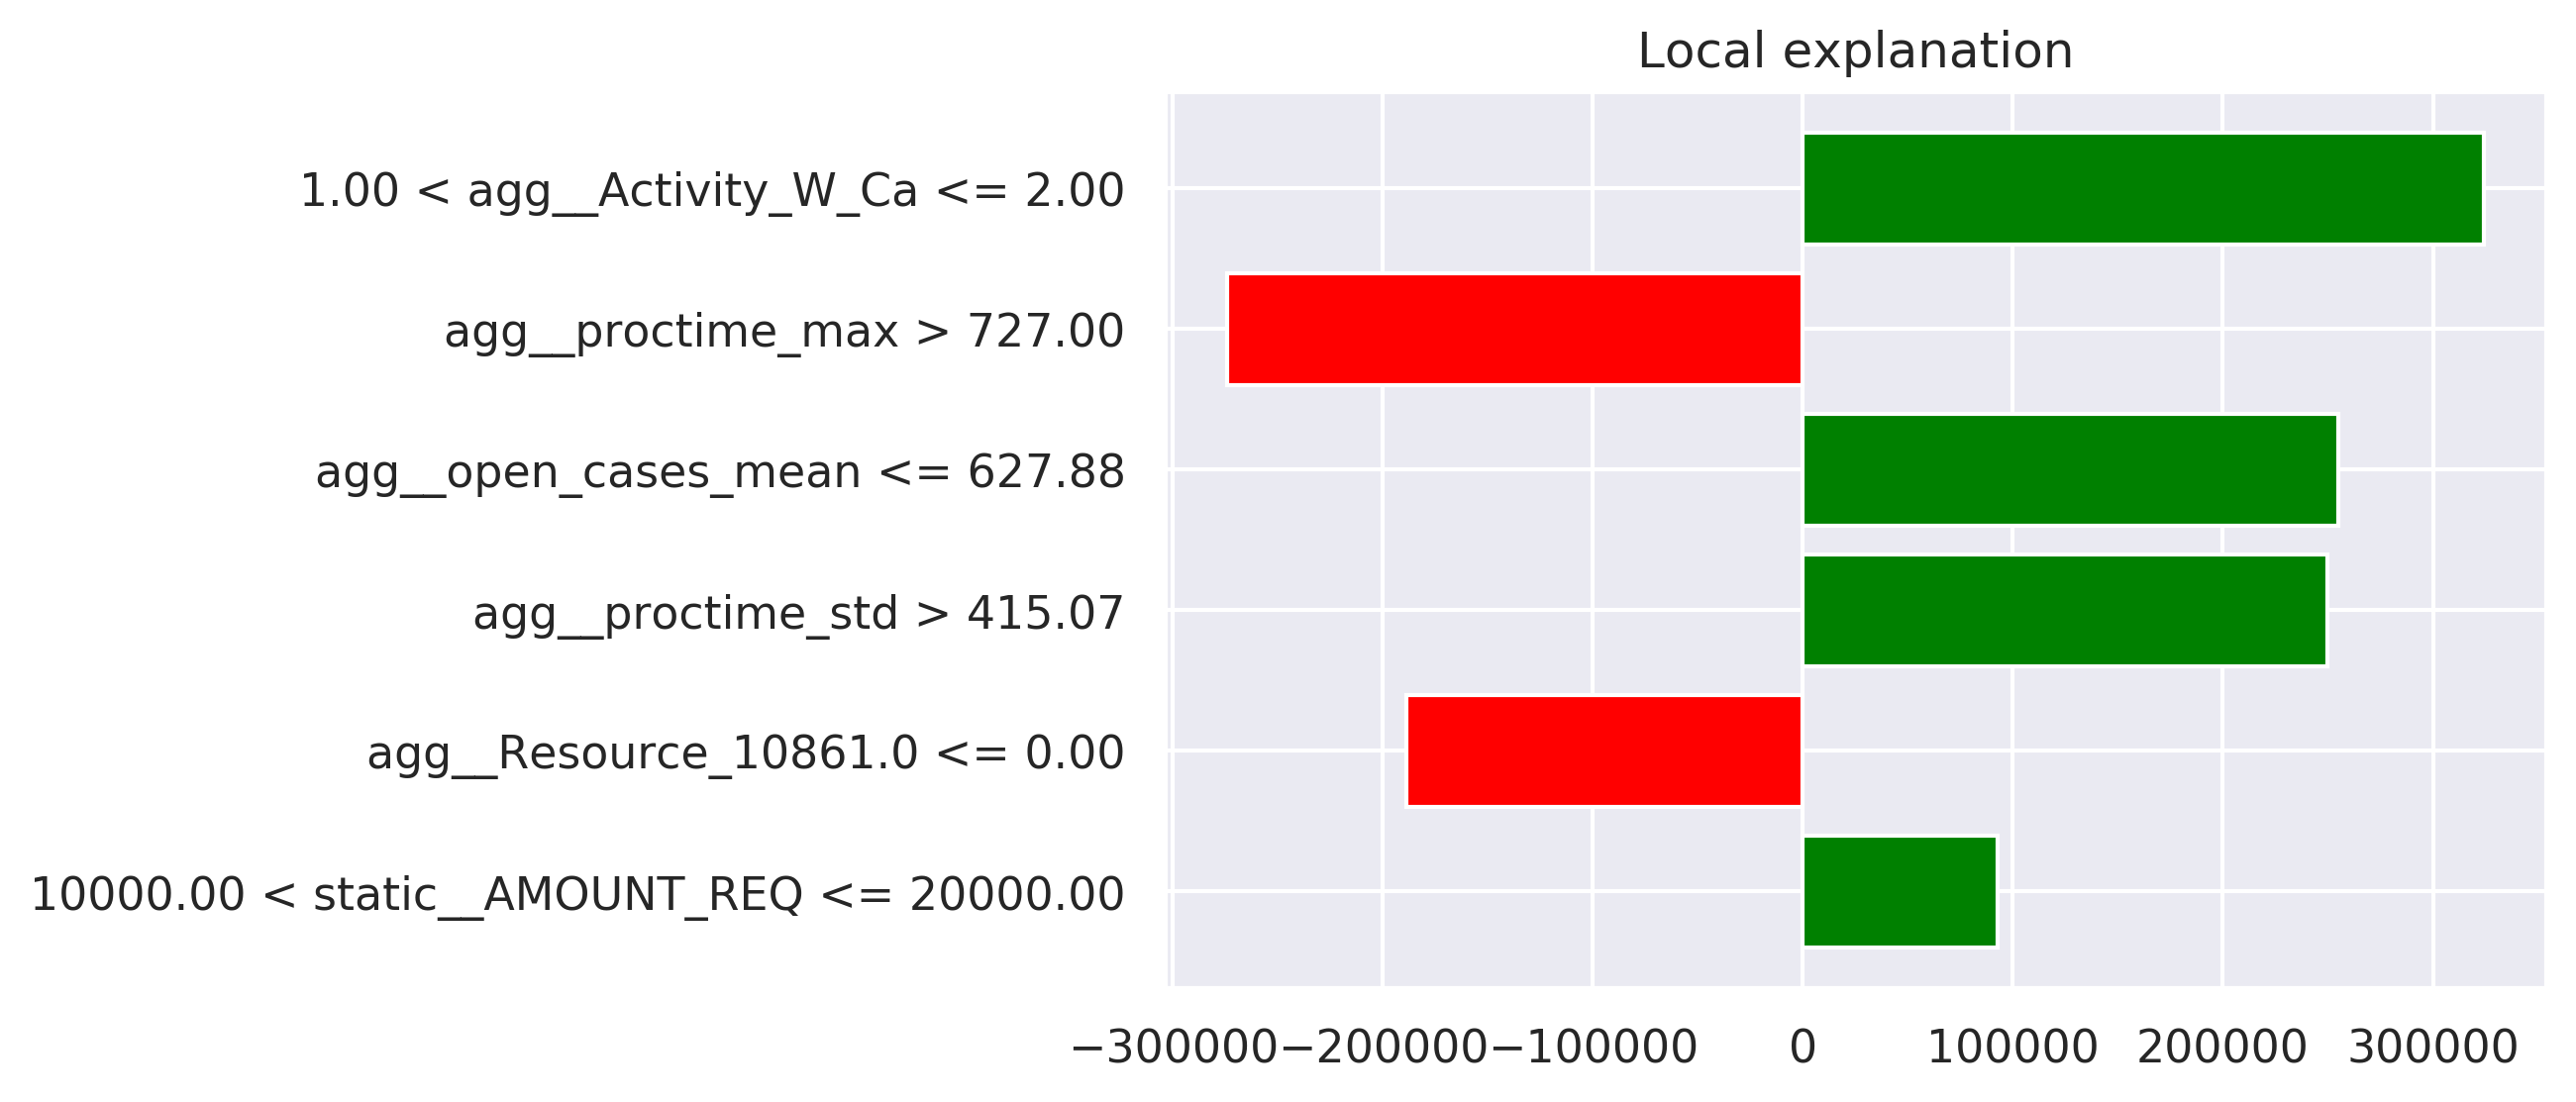 Local explanation
1.00 < agg__Activity_W_Ca <= 2.00
agg__proctime_max > 727.00
agg__open_cases_mean <= 627.88
agg__proctime_std > 415.07
agg__Resource_10861.0 <= 0.00
10000.00 < static__AMOUNT_REQ <= 20000.00
−300000 −200000 −100000 0 100000 200000 300000